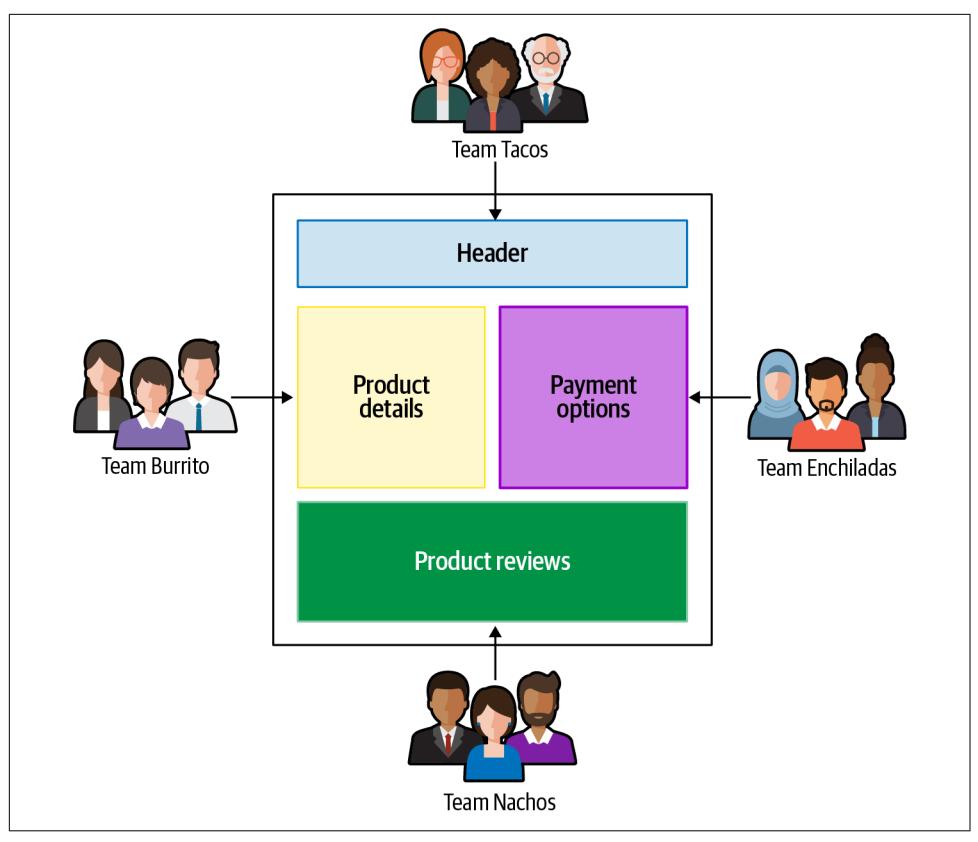 Team Tacos
Header
Product
details
Payment
options
Team Burrito
Team Enchiladas
Product reviews
Team Nachos